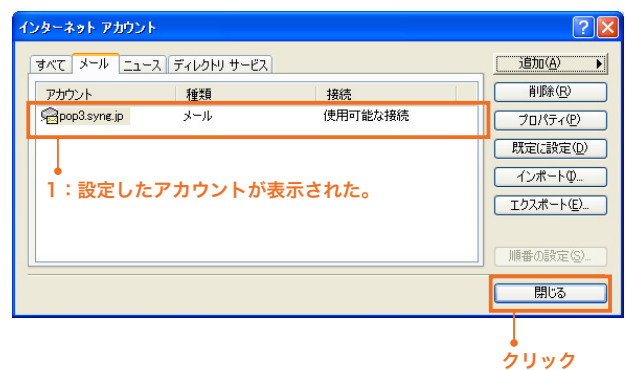 インターネット アカウント
すべて メール ニュース ディレクトリ サービス
追加(A)
アカウント 種類 接続
削除(R)
pop3.syne.jp メール 使用可能な接続
プロパティ(P)
既定に設定(D)
インポート(I)...
1：設定したアカウントが表示された。
エクスポート(E)...
順番の設定(S)...
閉じる
クリック